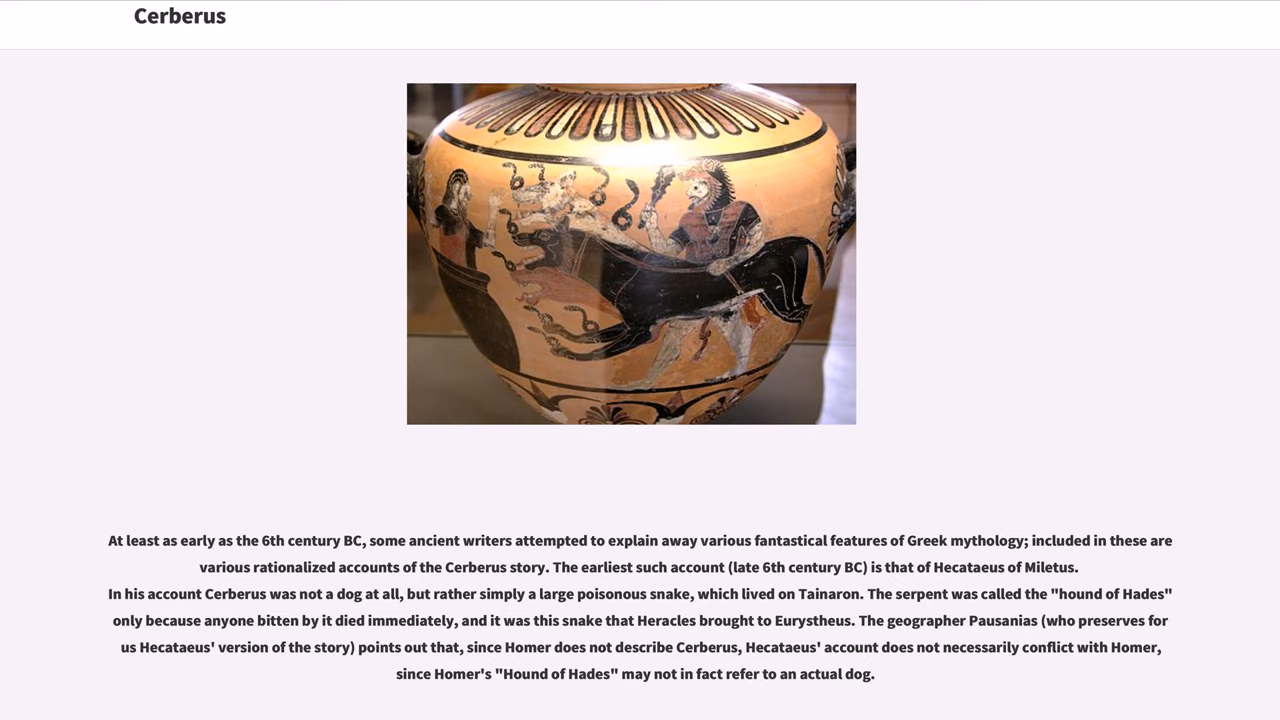 Cerberus
At least as early as the 6th century BC, some ancient writers attempted to explain away various fantastical features of Greek mythology; included in these are
various rationalized accounts of the Cerberus story. The earliest such account (late 6th century BC) is that of Hecataeus of Miletus.
In his account Cerberus was not a dog at all, but rather simply a large poisonous snake, which lived on Tainaron. The serpent was called the "hound of Hades"
only because anyone bitten by it died immediately, and it was this snake that Heracles brought to Eurystheus. The geographer Pausanias (who preserves for
us Hecataeus' version of the story) points out that, since Homer does not describe Cerberus, Hecataeus' account does not necessarily conflict with Homer,
since Homer's "Hound of Hades" may not in fact refer to an actual dog.